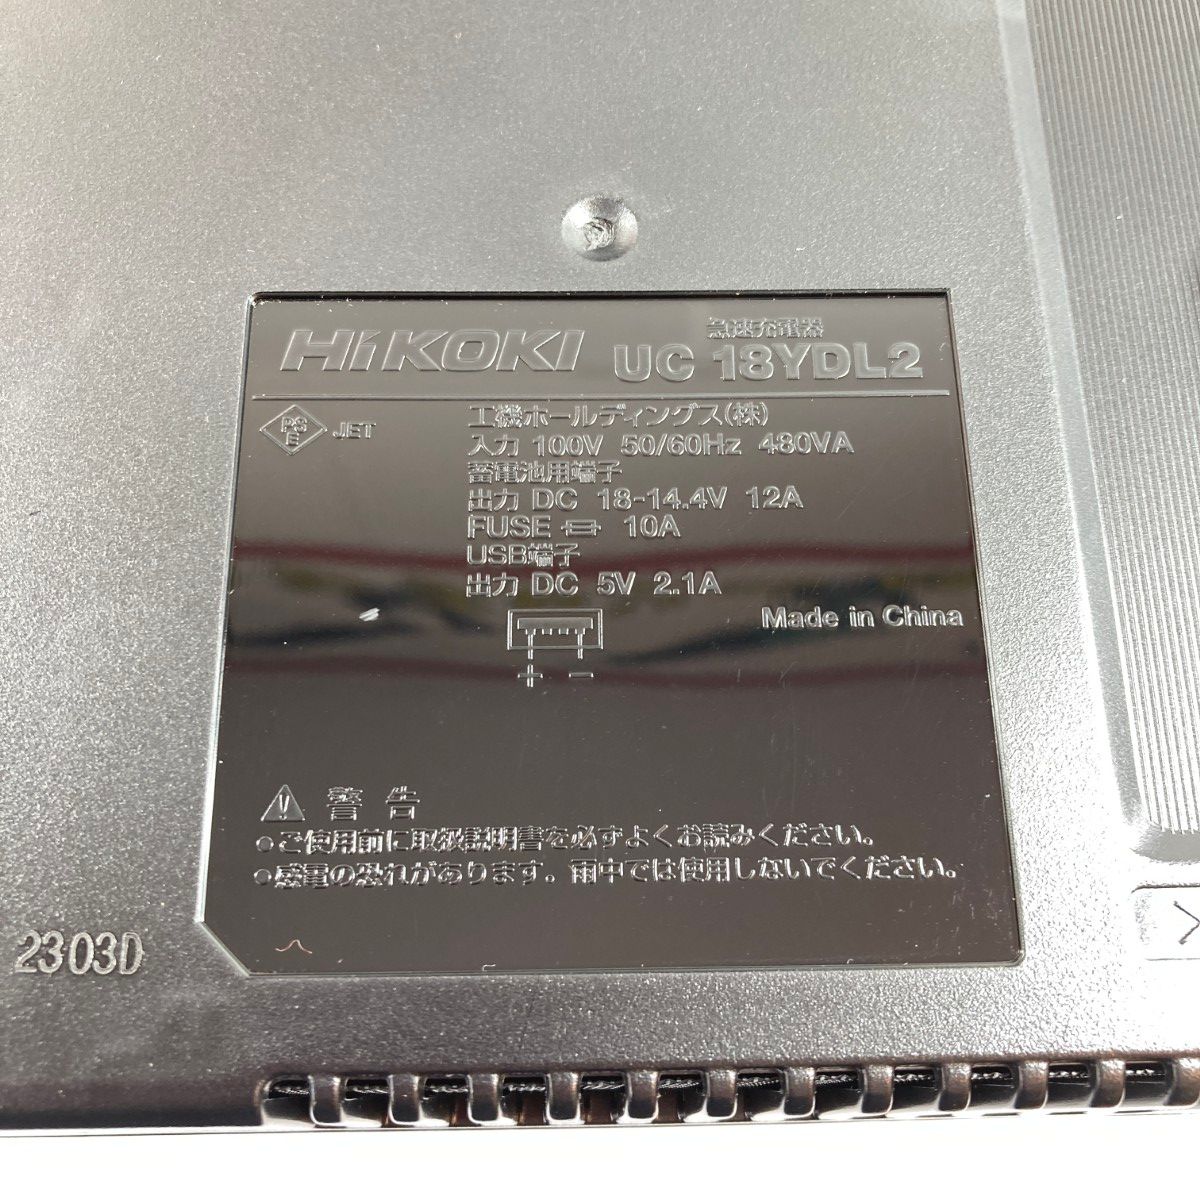 HiKOKI
急速充電器
UC 18YDL2
PS
E
JET
工機ホールディングス(株)
入力 100V 50/60Hz 480VA
蓄電池用端子
出力 DC 18-14.4V 12A
FUSE 10A
USB端子
出力 DC 5V 2.1A
Made in China
+ −
警告
●ご使用前に取扱説明書を必ずよくお読みください。
●感電の恐れがあります。雨中では使用しないでください。
2303D
>